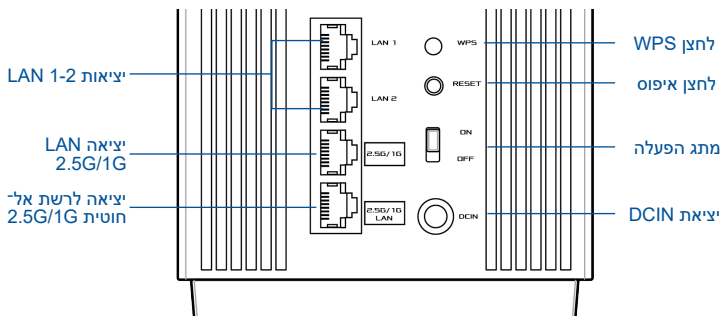 LAN 1
WPS
LAN 2
RESET
ON
OFF
2.5G/1G
2.5G/1G
LAN
DCIN
לחצן WPS
לחצן איפוס
מתג הפעלה
יציאת DCIN
יציאות LAN 1-2
יציאה LAN
2.5G/1G
יציאה לרשת אל־
חוטית 2.5G/1G